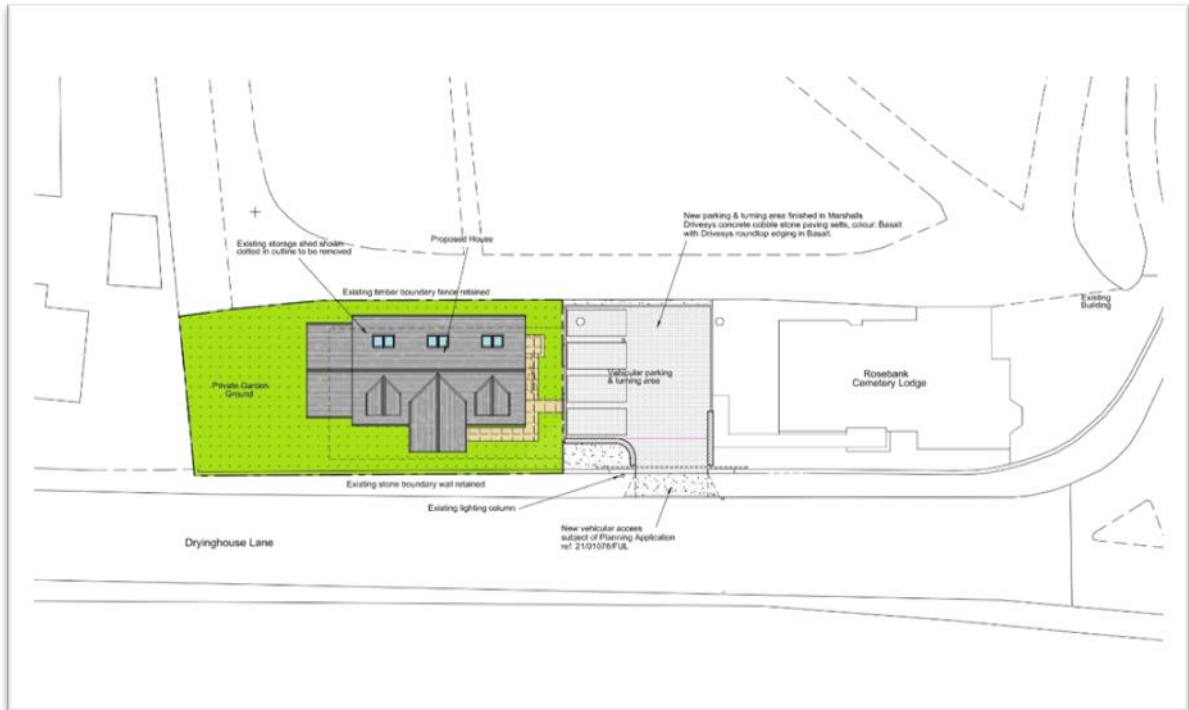 New parking & turning area finished in Marshalls
Drivesys concrete cobble stone paving setts, colour: Basalt
with Drivesys roundtop edging in Basalt.
Existing storage shed shown
dotted in outline to be removed
Proposed House
Existing timber boundary fence retained
Existing
Building
Private Garden
Ground
Vehicular parking
& turning area
Rosebank
Cemetery Lodge
Existing stone boundary wall retained
Existing lighting column
New vehicular access
subject of Planning Application
ref: 21/01076/FUL
Dryinghouse Lane